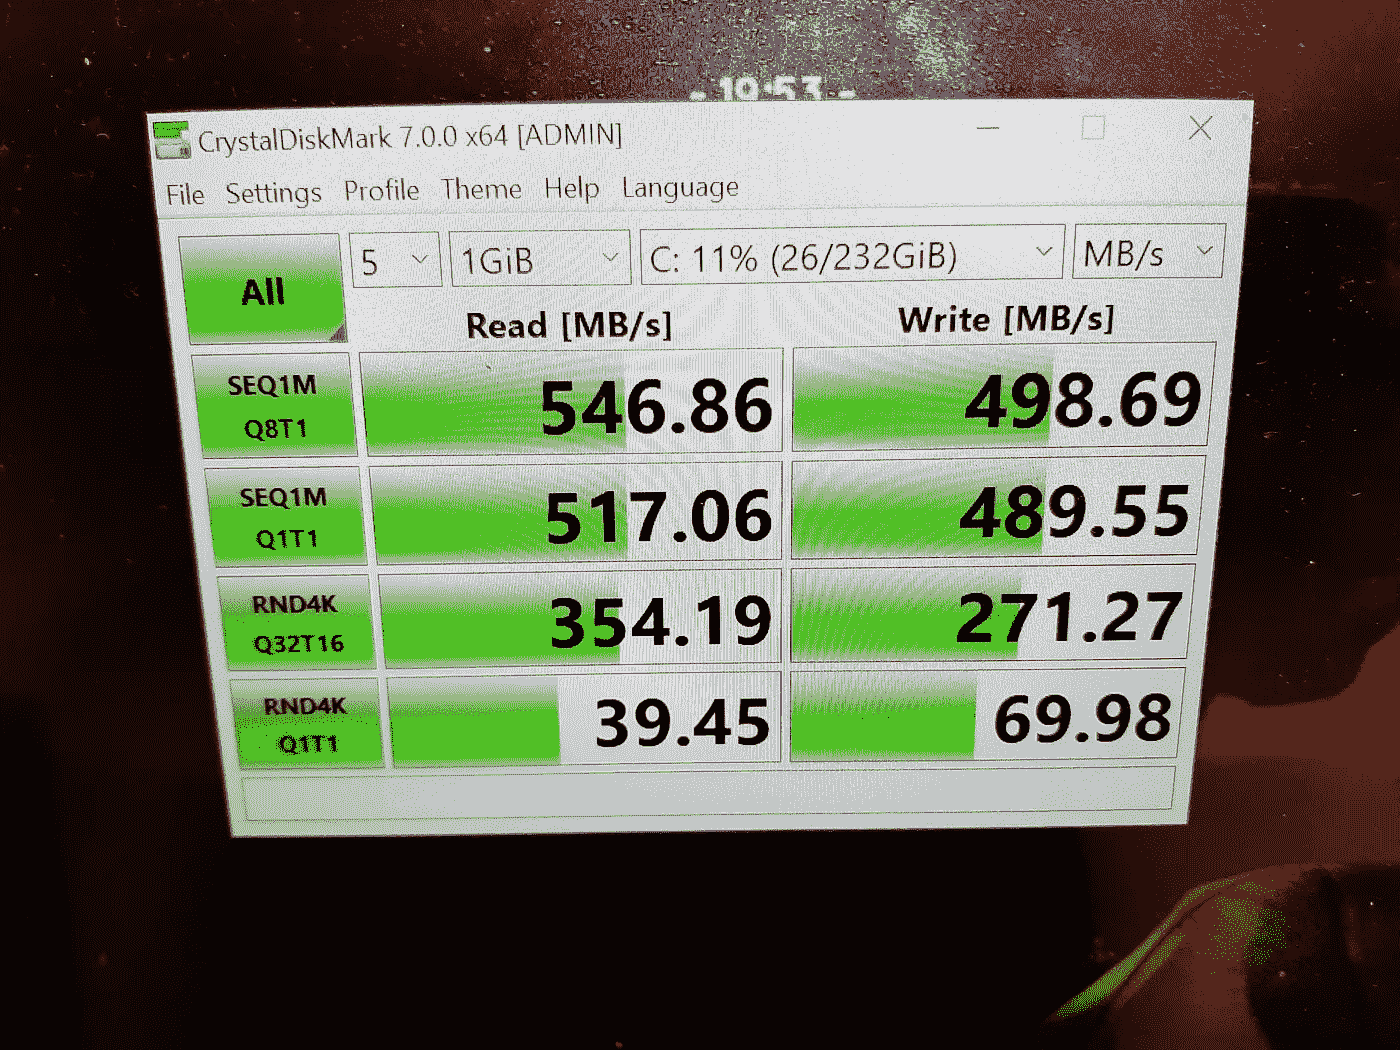 - 19:53 -
CrystalDiskMark 7.0.0 x64 [ADMIN]
File Settings Profile Theme Help Language
All 5 1GiB C: 11% (26/232GiB) MB/s
Read [MB/s] Write [MB/s]
SEQ1M
Q8T1 546.86 498.69
SEQ1M
Q1T1 517.06 489.55
RND4K
Q32T16 354.19 271.27
RND4K
Q1T1 39.45 69.98